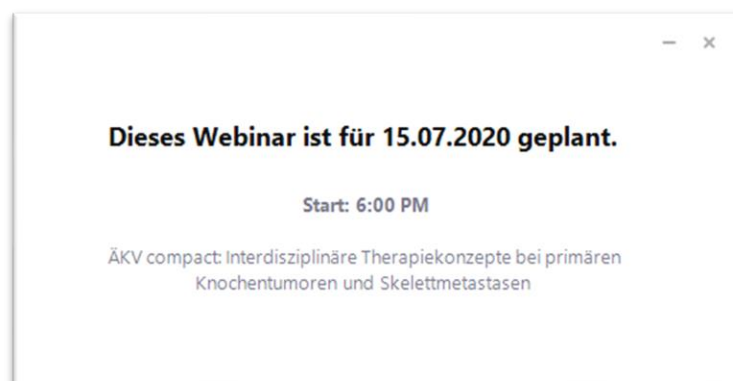 Dieses Webinar ist für 15.07.2020 geplant.
Start: 6:00 PM
ÄKV compact: Interdisziplinäre Therapiekonzepte bei primären
Knochentumoren und Skelettmetastasen